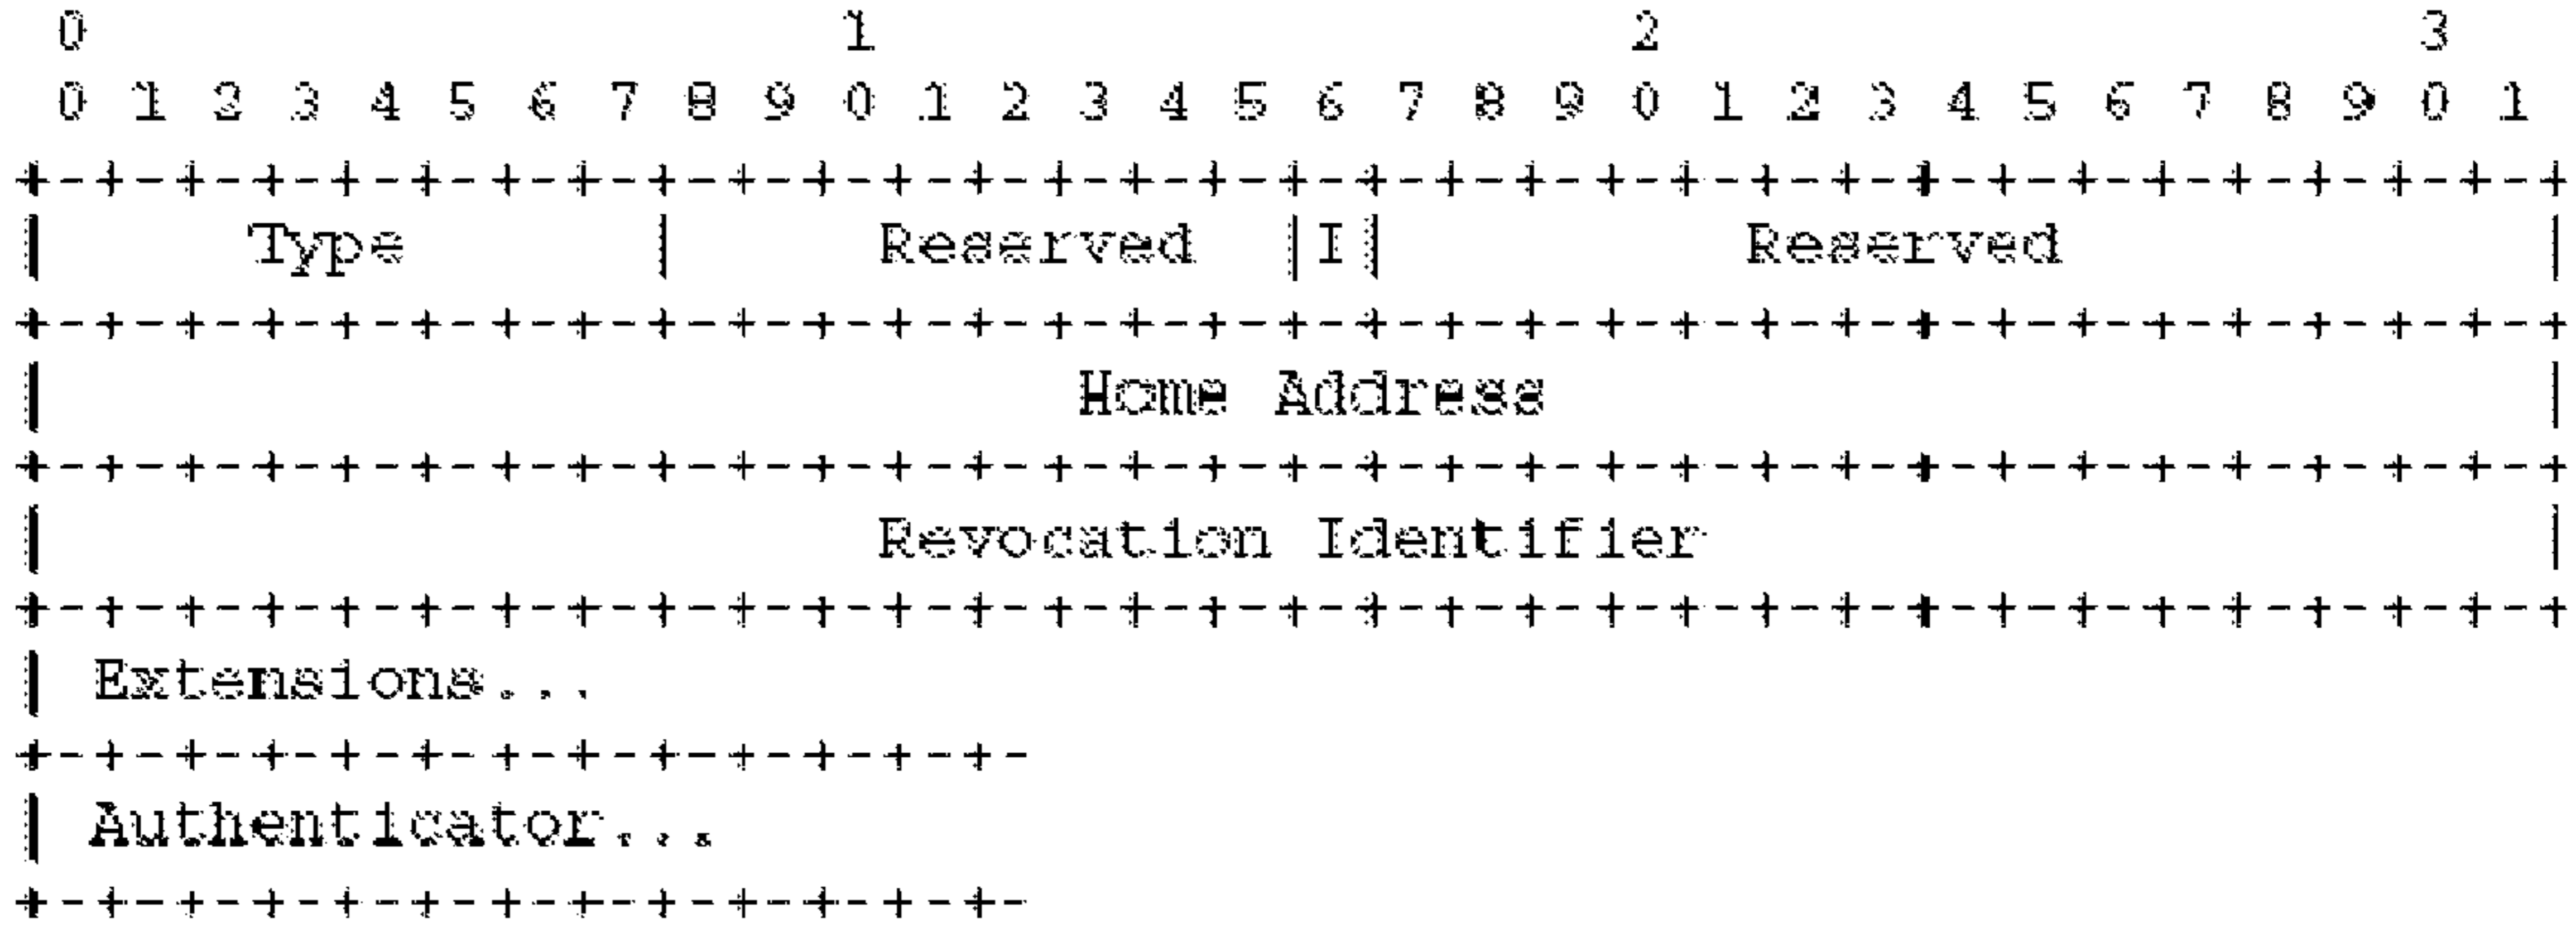 0                   1                   2                   3
 0 1 2 3 4 5 6 7 8 9 0 1 2 3 4 5 6 7 8 9 0 1 2 3 4 5 6 7 8 9 0 1
+-+-+-+-+-+-+-+-+-+-+-+-+-+-+-+-+-+-+-+-+-+-+-+-+-+-+-+-+-+-+-+-+
|     Type      |     Reserved  |I|         Reserved            |
+-+-+-+-+-+-+-+-+-+-+-+-+-+-+-+-+-+-+-+-+-+-+-+-+-+-+-+-+-+-+-+-+
|                          Home Address                         |
+-+-+-+-+-+-+-+-+-+-+-+-+-+-+-+-+-+-+-+-+-+-+-+-+-+-+-+-+-+-+-+-+
|                     Revocation Identifier                     |
+-+-+-+-+-+-+-+-+-+-+-+-+-+-+-+-+-+-+-+-+-+-+-+-+-+-+-+-+-+-+-+-+
| Extensions...
+-+-+-+-+-+-+-+-+-+-+-+-+-
| Authenticator...
+-+-+-+-+-+-+-+-+-+-+-+-+-